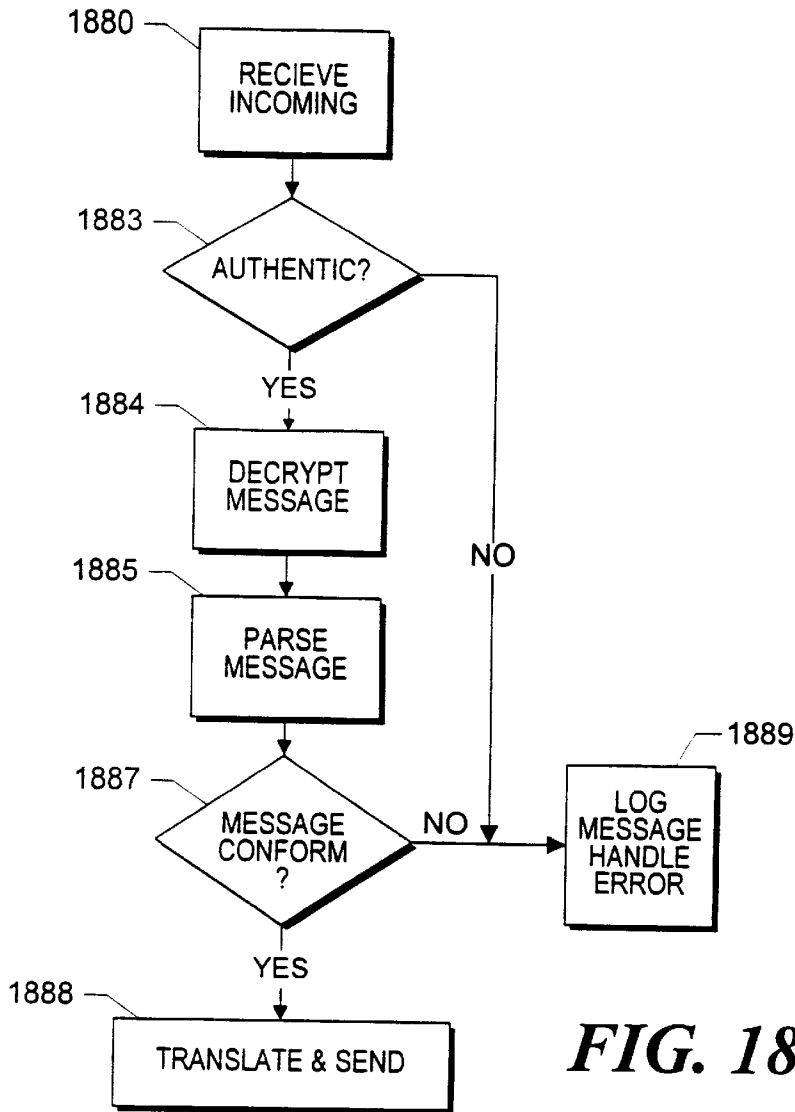 1880
RECIEVE
INCOMING
1883
AUTHENTIC?
YES
1884
DECRYPT
MESSAGE
NO
1885
PARSE
MESSAGE
1887
MESSAGE
CONFORM
?
NO
1889
LOG
MESSAGE
HANDLE
ERROR
YES
1888
TRANSLATE & SEND
FIG. 18